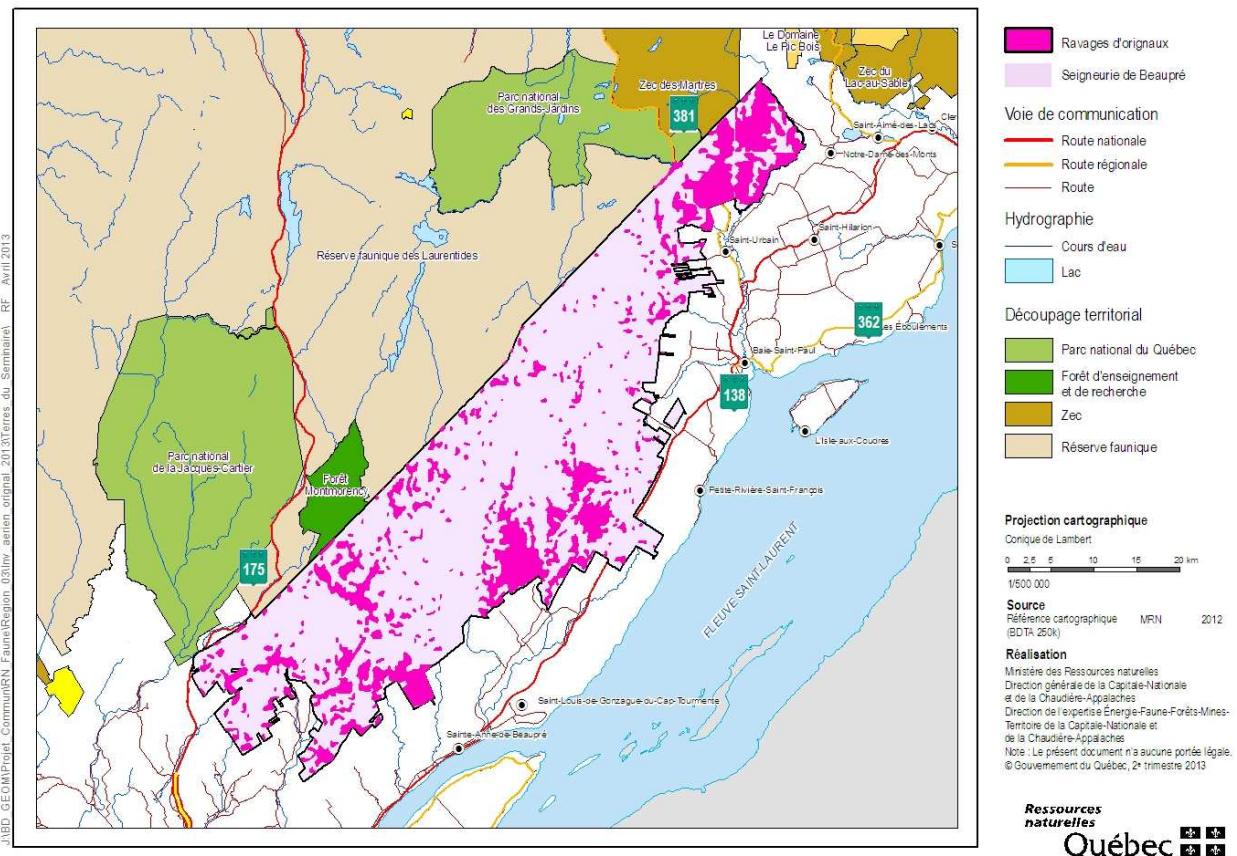 Le Domaine
Le Pic Bois
Zec du
Lac-au-Sable
Zec des Martres
Parc national
des Grands-Jardins
381
Saint-Aimé-des-Lacs
Cler
Notre-Dame-des-Monts
Saint-Urbain
Saint-Hilarion
S
Réserve faunique des Laurentides
362
Les Éboulements
Baie-Saint-Paul
138
L'Isle-aux-Coudres
Parc national
de la Jacques-Cartier
Forêt
Montmorency
Petite-Rivière-Saint-François
175
FLEUVE SAINT-LAURENT
Saint-Louis-de-Gonzague-du-Cap-Tourmente
Sainte-Anne-de-Beaupré
J:\BD_GEOM\Projet_Commun\RN_Faune\Region_03\Inv_aerien_orignal_2013\Terres_du_Seminaire\ RF Avril 2013
Ravages d'orignaux
Seigneurie de Beaupré
Voie de communication
Route nationale
Route régionale
Route
Hydrographie
Cours d'eau
Lac
Découpage territorial
Parc national du Québec
Forêt d'enseignement
et de recherche
Zec
Réserve faunique
Projection cartographique
Conique de Lambert
0 2,5 5 10 15 20 km
1/500 000
Source
Référence cartographique MRN 2012
(BDTA 250k)
Réalisation
Ministère des Ressources naturelles
Direction générale de la Capitale-Nationale
et de la Chaudière-Appalaches
Direction de l'expertise Énergie-Faune-Forêts-Mines-
Territoire de la Capitale-Nationale et
de la Chaudière-Appalaches
Note : Le présent document n'a aucune portée légale.
© Gouvernement du Québec, 2e trimestre 2013
Ressources
naturelles
Québec